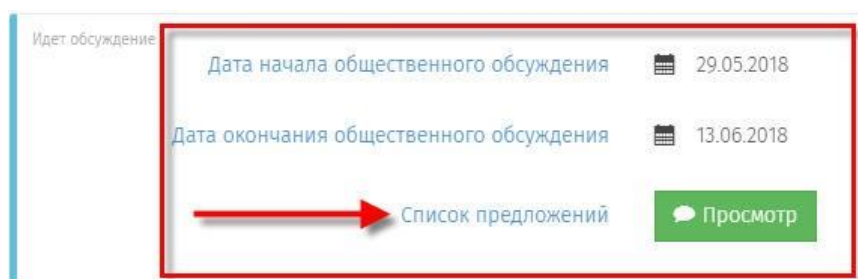 Идет обсуждение
Дата начала общественного обсуждения 29.05.2018
Дата окончания общественного обсуждения 13.06.2018
Список предложений Просмотр